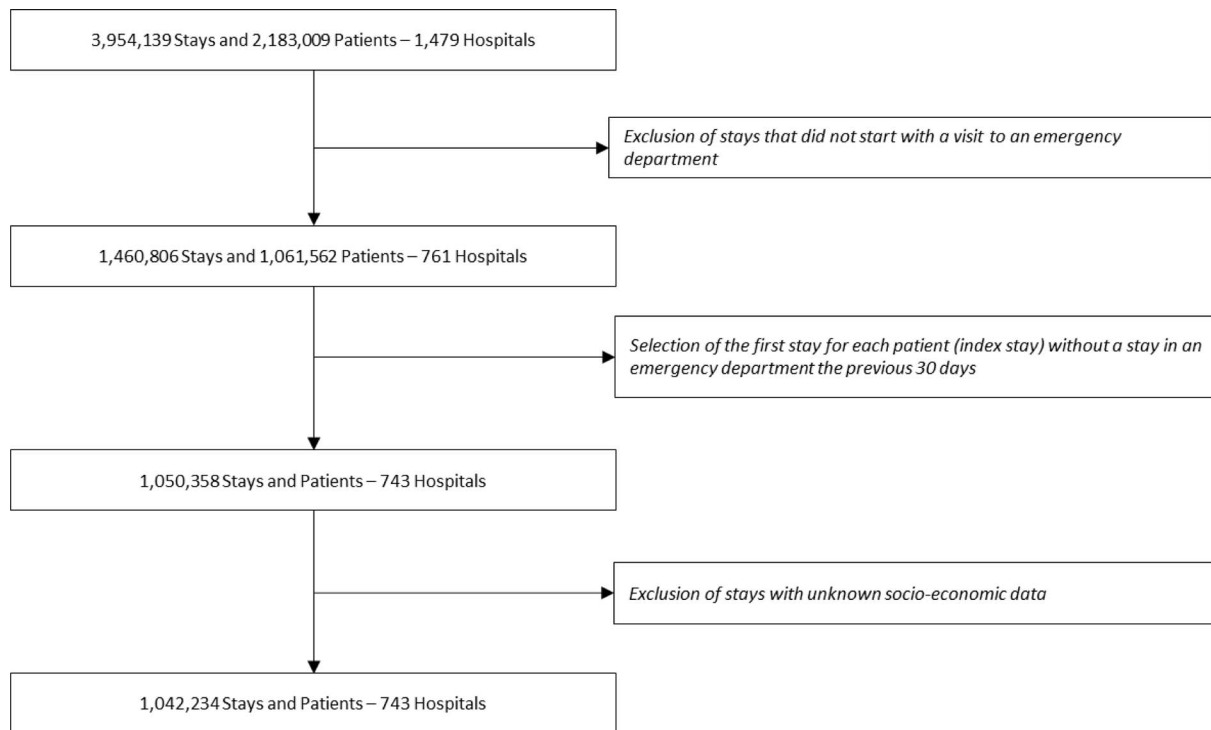 3,954,139 Stays and 2,183,009 Patients – 1,479 Hospitals
Exclusion of stays that did not start with a visit to an emergency
department
1,460,806 Stays and 1,061,562 Patients – 761 Hospitals
Selection of the first stay for each patient (index stay) without a stay in an
emergency department the previous 30 days
1,050,358 Stays and Patients – 743 Hospitals
Exclusion of stays with unknown socio-economic data
1,042,234 Stays and Patients – 743 Hospitals